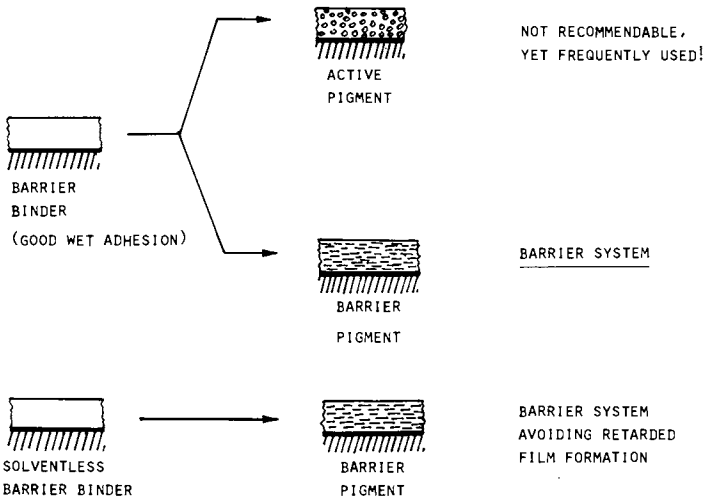 ACTIVE
PIGMENT
NOT RECOMMENDABLE,
YET FREQUENTLY USED!
BARRIER
BINDER
(GOOD WET ADHESION)
BARRIER
PIGMENT
BARRIER SYSTEM
SOLVENTLESS
BARRIER BINDER
BARRIER
PIGMENT
BARRIER SYSTEM
AVOIDING RETARDED
FILM FORMATION